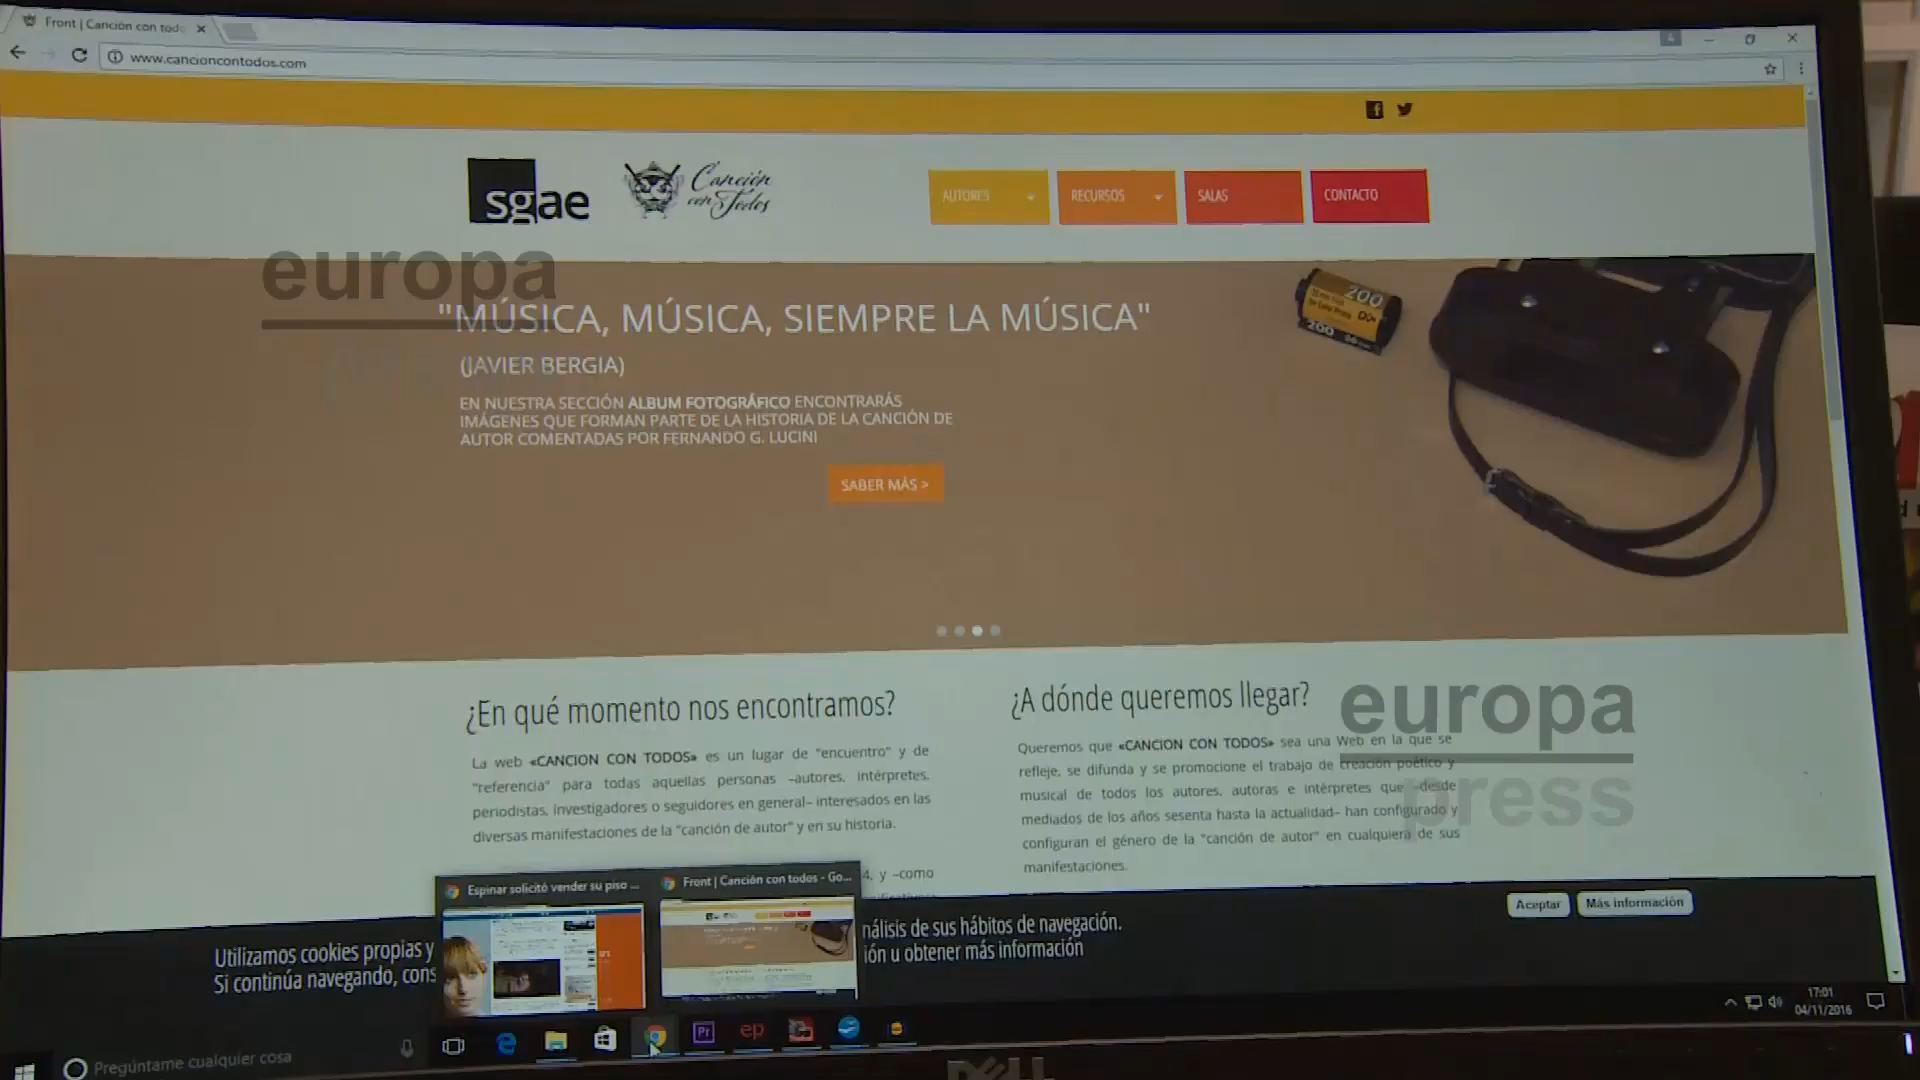 Front | Canción con todo
www.cancioncontodos.com
sgae
Canción
con Todos
AUTORES
RECURSOS
SALAS
CONTACTO
europa
200
200
"MÚSICA, MÚSICA, SIEMPRE LA MÚSICA"
(JAVIER BERGIA)
EN NUESTRA SECCIÓN ALBUM FOTOGRÁFICO ENCONTRARÁS
IMÁGENES QUE FORMAN PARTE DE LA HISTORIA DE LA CANCIÓN DE
AUTOR COMENTADAS POR FERNANDO G. LUCINI
SABER MÁS >
¿En qué momento nos encontramos?
La web «CANCION CON TODOS» es un lugar de "encuentro" y de
"referencia" para todas aquellas personas –autores, intérpretes,
periodistas, investigadores o seguidores en general– interesados en las
diversas manifestaciones de la "canción de autor" y en su historia.
4, y –como
¿A dónde queremos llegar?
Queremos que «CANCION CON TODOS» sea una Web en la que se
refleje, se difunda y se promocione el trabajo de creación poético y
musical de todos los autores, autoras e intérpretes que –desde
mediados de los años sesenta hasta la actualidad– han configurado y
configuran el género de la "canción de autor" en cualquiera de sus
manifestaciones.
europa
press
Espinar solicitó vender su piso ...
Front | Canción con todos - Go...
Utilizamos cookies propias y
Si continúa navegando, cons
nálisis de sus hábitos de navegación.
ión u obtener más información
Aceptar
Más información
Pregúntame cualquier cosa
Pr
ep
17:01
04/11/2016
DELL